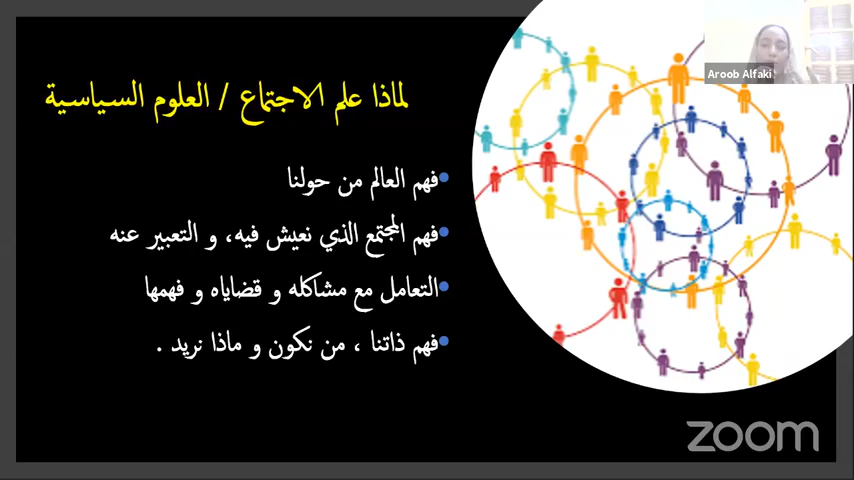 Aroob Alfaki
لماذا علم الاجتماع / العلوم السياسية
•فهم العالم من حولنا
•فهم المجتمع الذي نعيش فيه، و التعبير عنه
•التعامل مع مشاكله و قضاياه و فهمها
•فهم ذاتنا ، من نكون و ماذا نريد .
zoom